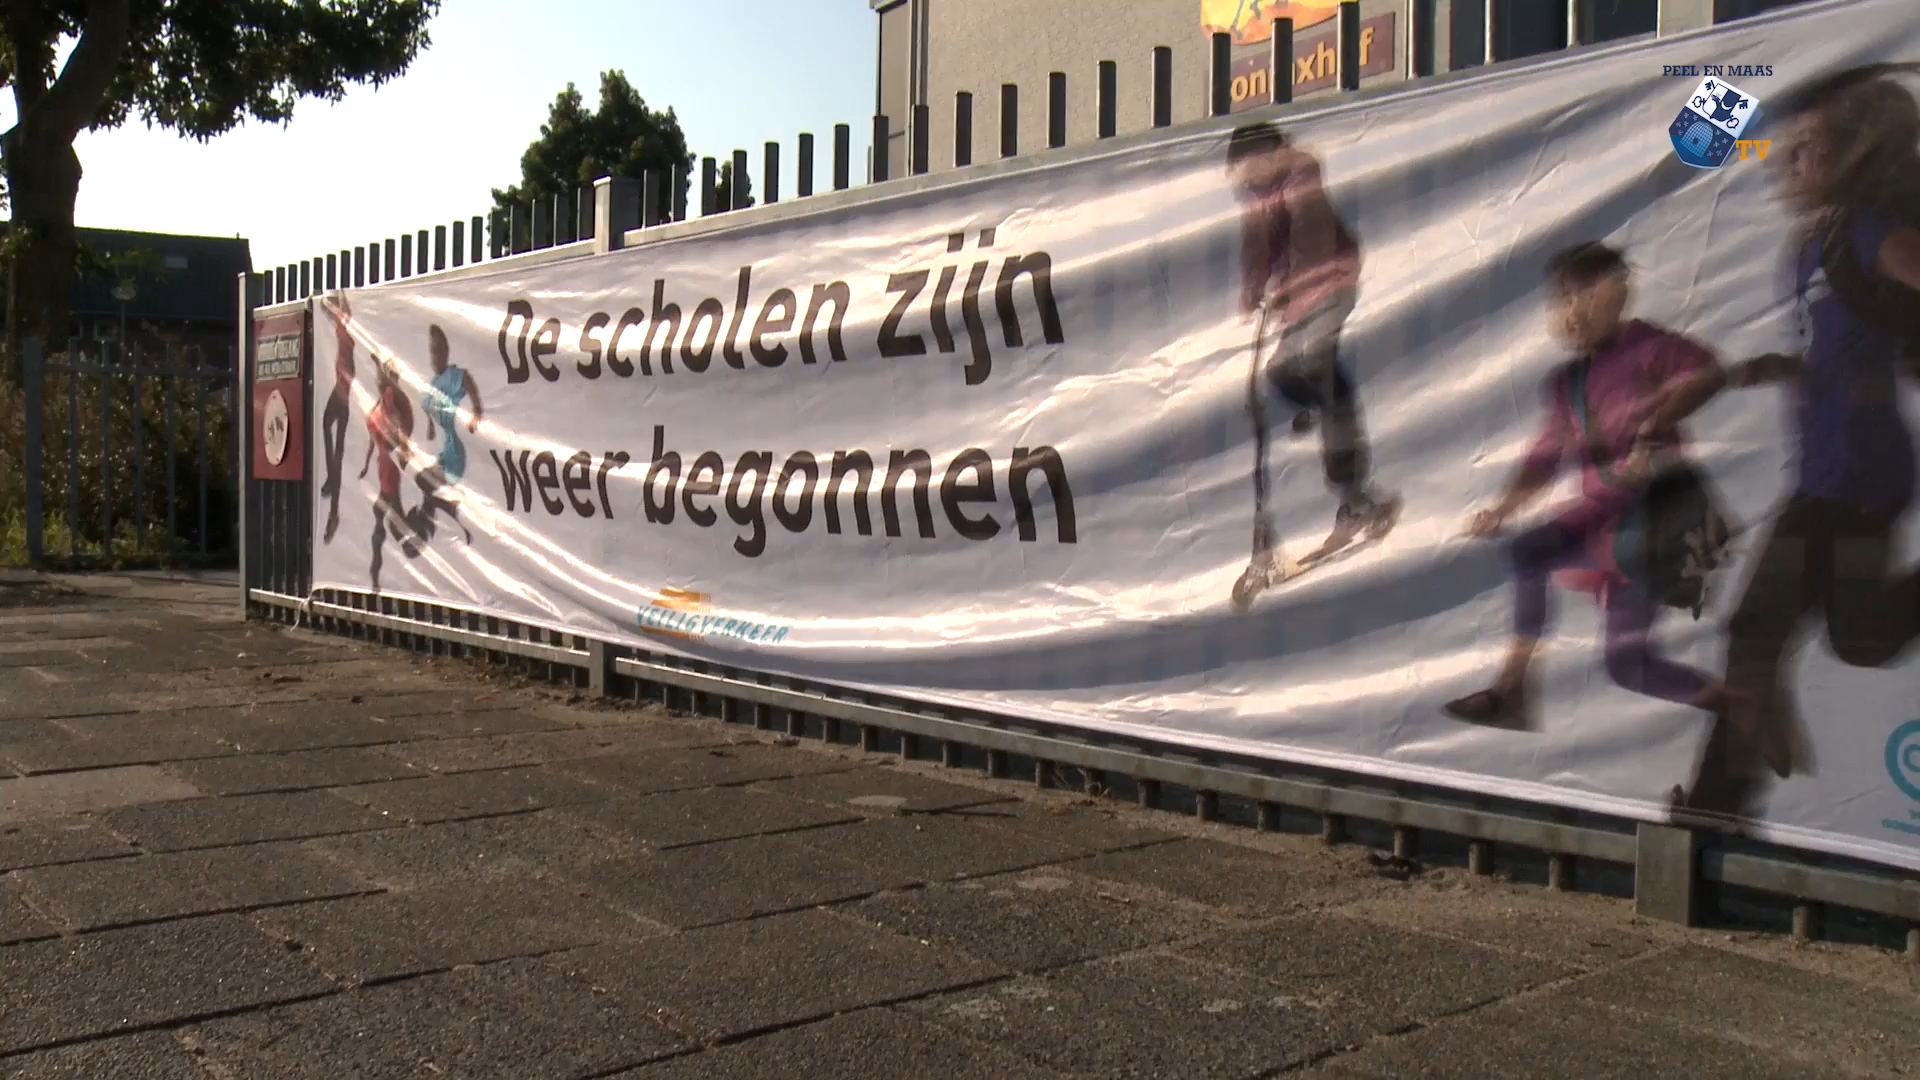 PEEL EN MAAS
TV
De scholen zijn
weer begonnen
VEILIGVERKEER